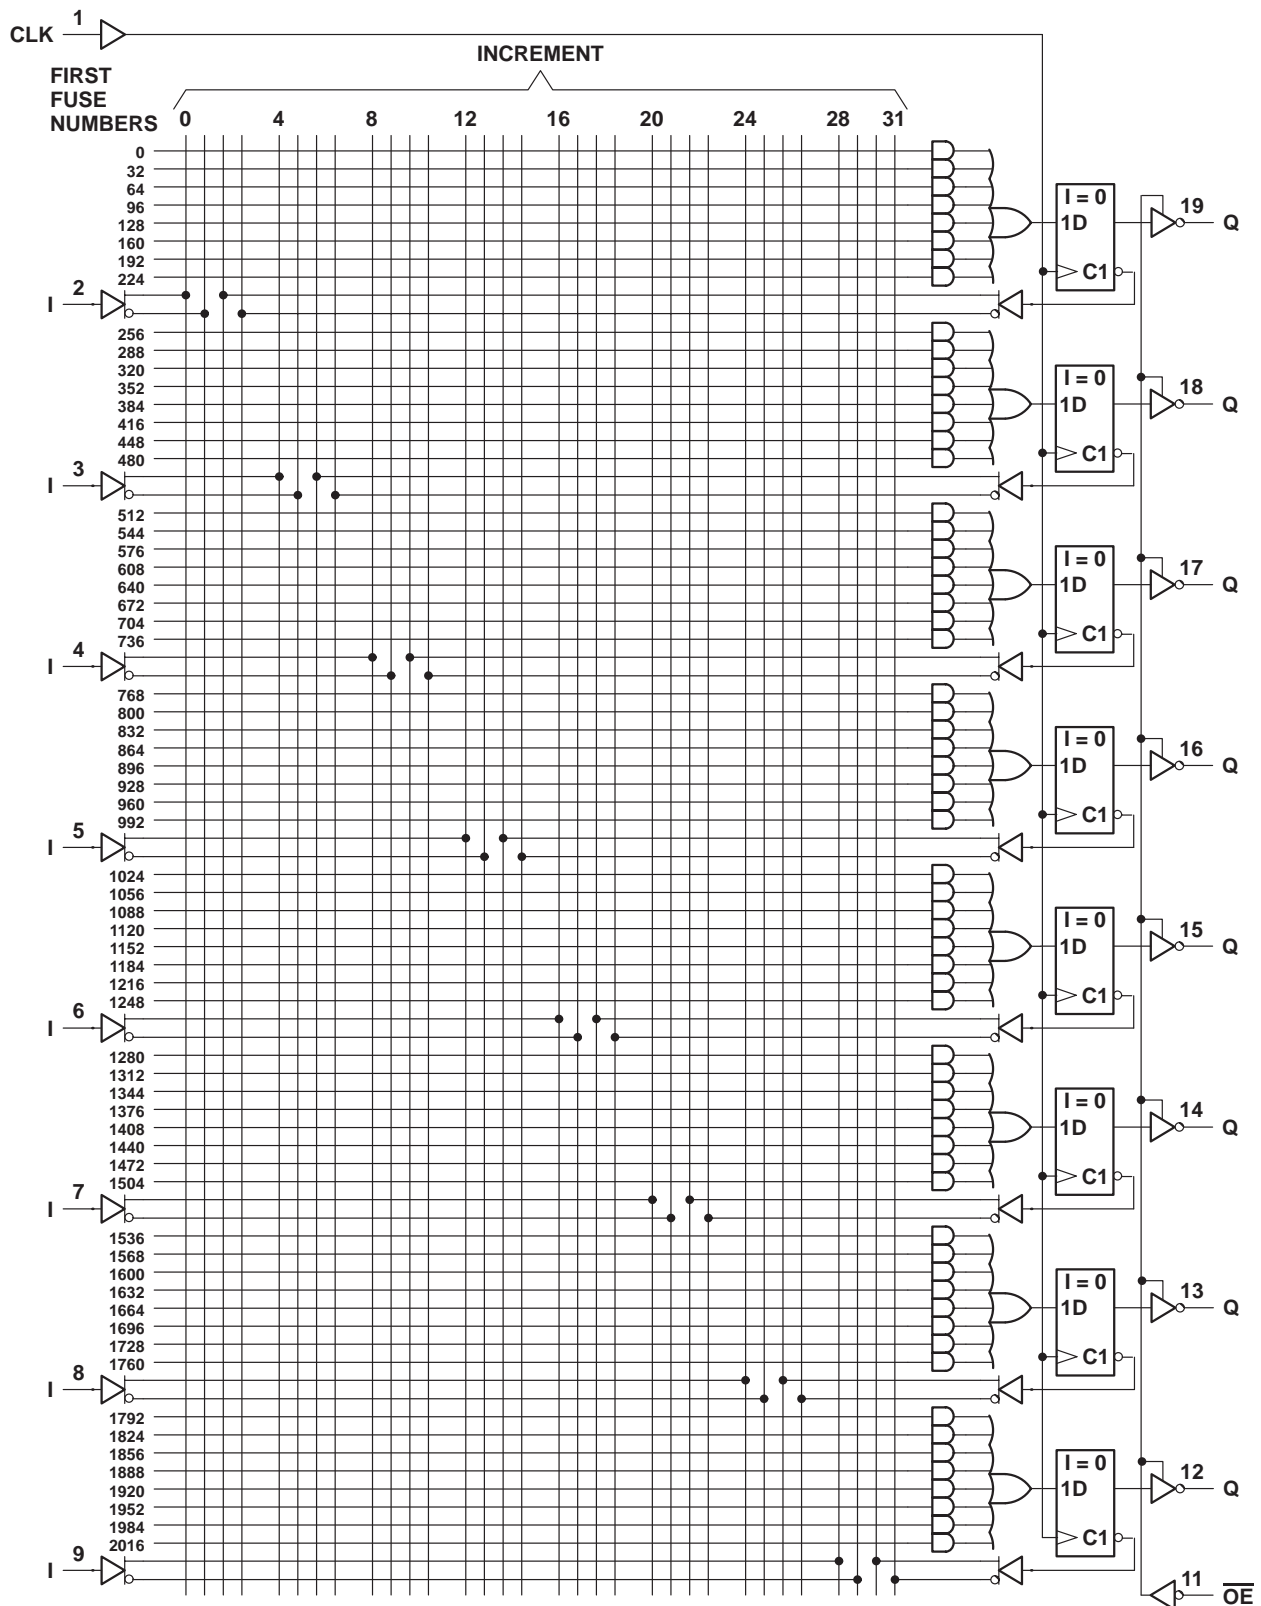 1
CLK
INCREMENT
FIRST
FUSE
NUMBERS
0 4 8 12 16 20 24 28 31
0
32
64
96
128
160
192
224
I = 0
1D
C1
19 Q
I 2
256
288
320
352
384
416
448
480
I = 0
1D
C1
18 Q
I 3
512
544
576
608
640
672
704
736
I = 0
1D
C1
17 Q
I 4
768
800
832
864
896
928
960
992
I = 0
1D
C1
16 Q
I 5
1024
1056
1088
1120
1152
1184
1216
1248
I = 0
1D
C1
15 Q
I 6
1280
1312
1344
1376
1408
1440
1472
1504
I = 0
1D
C1
14 Q
I 7
1536
1568
1600
1632
1664
1696
1728
1760
I = 0
1D
C1
13 Q
I 8
1792
1824
1856
1888
1920
1952
1984
2016
I = 0
1D
C1
12 Q
I 9
11 O̅E̅